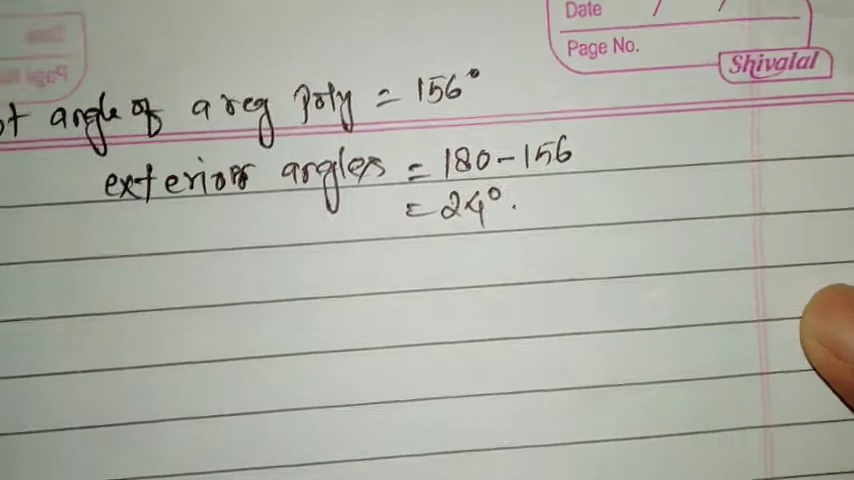 Date / /
Page No.
Shivalal
angle of a reg poly = 156°
exterior angles = 180-156
= 24°.